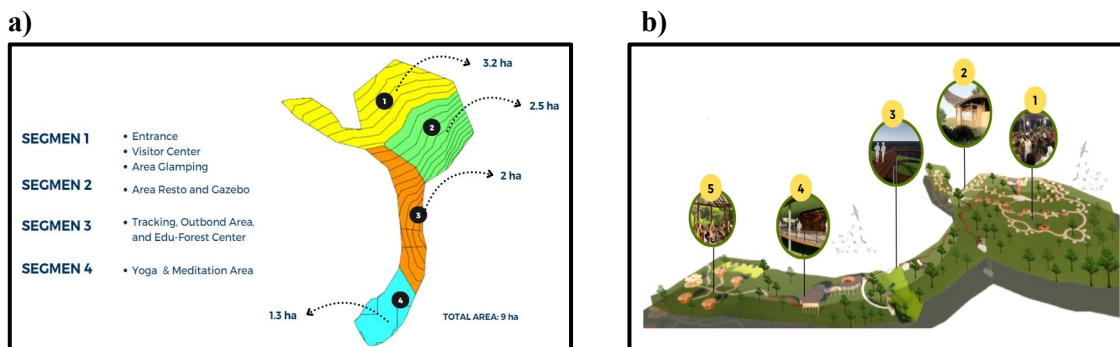 a)
b)
SEGMEN 1
• Entrance
• Visitor Center
• Area Glamping
SEGMEN 2
• Area Resto and Gazebo
SEGMEN 3
• Tracking, Outbond Area,
and Edu-Forest Center
SEGMEN 4
• Yoga & Meditation Area
1
3.2 ha
2
2.5 ha
3
2 ha
4
1.3 ha
TOTAL AREA: 9 ha
5
4
3
2
1